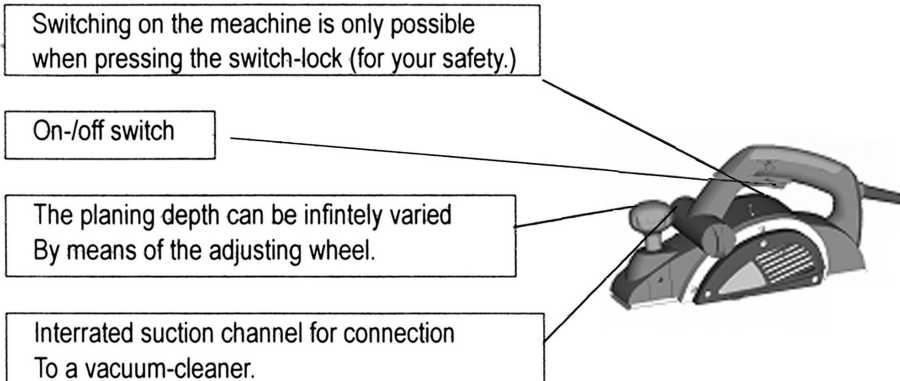 Switching on the meachine is only possible
when pressing the switch-lock (for your safety.)
On-/off switch
The planing depth can be infintely varied
By means of the adjusting wheel.
Interrated suction channel for connection
To a vacuum-cleaner.